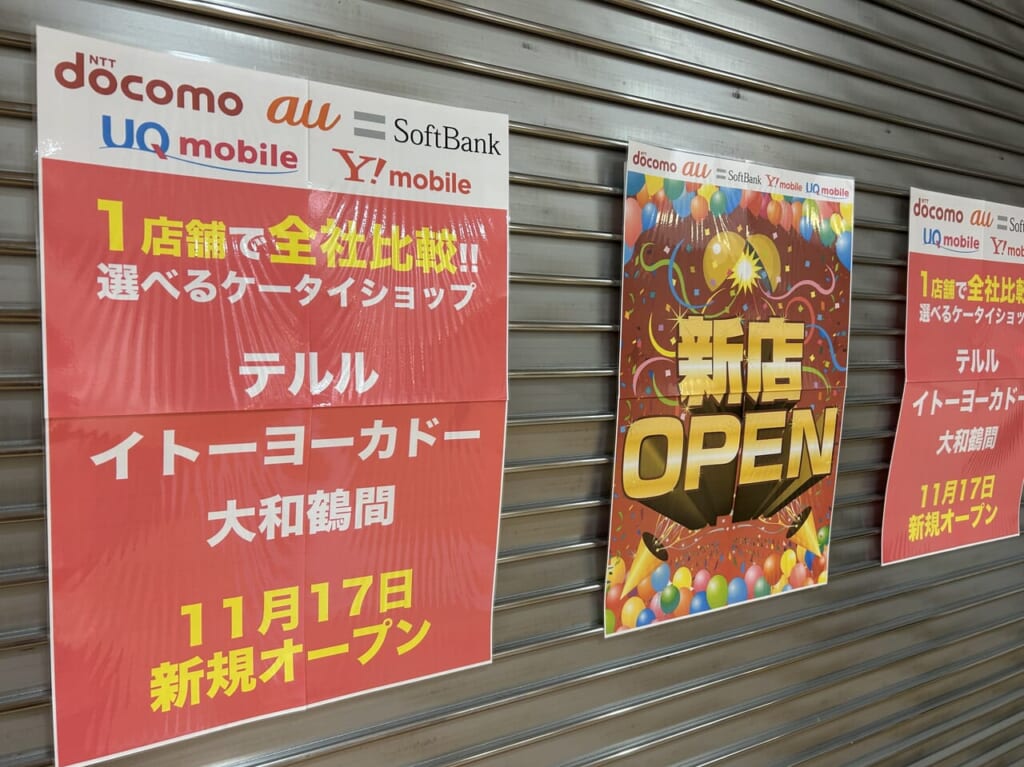 NTT
docomo au SoftBank
UQ mobile Y! mobile
1店舗で全社比較!!
選べるケータイショップ
テルル
イトーヨーカドー
大和鶴間
11月17日
新規オープン
NTT
docomo au SoftBank Y! mobile UQ mobile
新店
OPEN
NTT
docomo au Sof
UQ mobile Y! mob
1店舗で全社比較
選べるケータイショッ
テルル
イトーヨーカドー
大和鶴間
11月17日
新規オープン